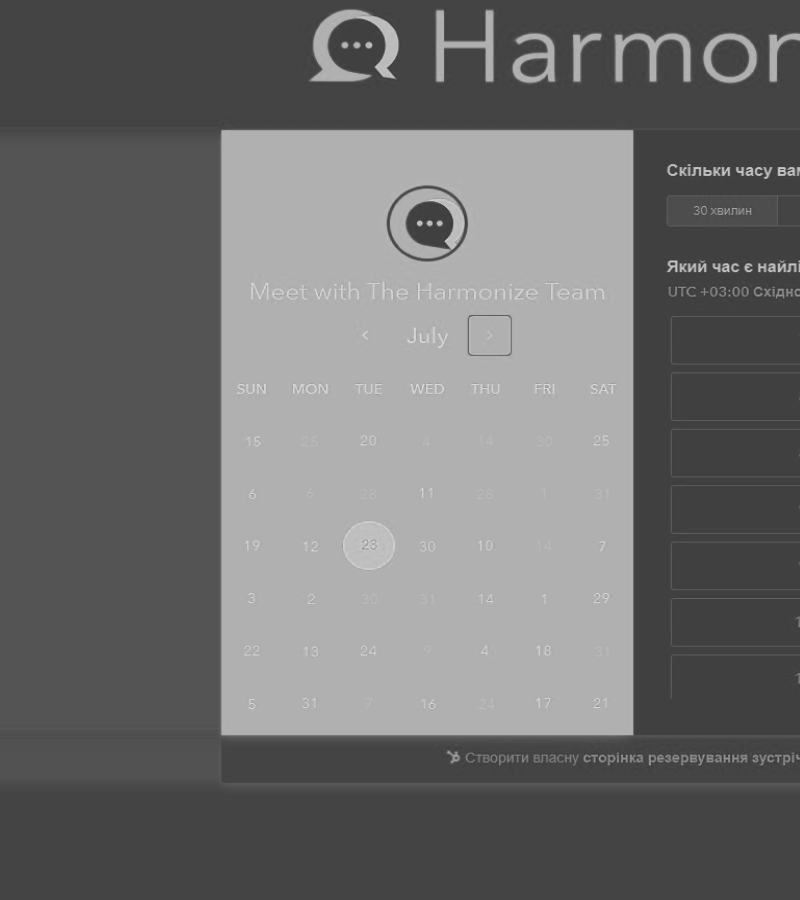 Harmon
Meet with The Harmonize Team
July
SUN MON TUE WED THU FRI SAT
15 25 20 4 14 30 25
6 6 28 11 28 1 31
19 12 23 30 10 14 7
3 2 30 31 14 1 29
22 13 24 9 4 18 31
5 31 7 16 24 17 21
Скільки часу вам
30 хвилин
Який час є найлі
UTC +03:00 Східно
Створити власну сторінка резервування зустріч